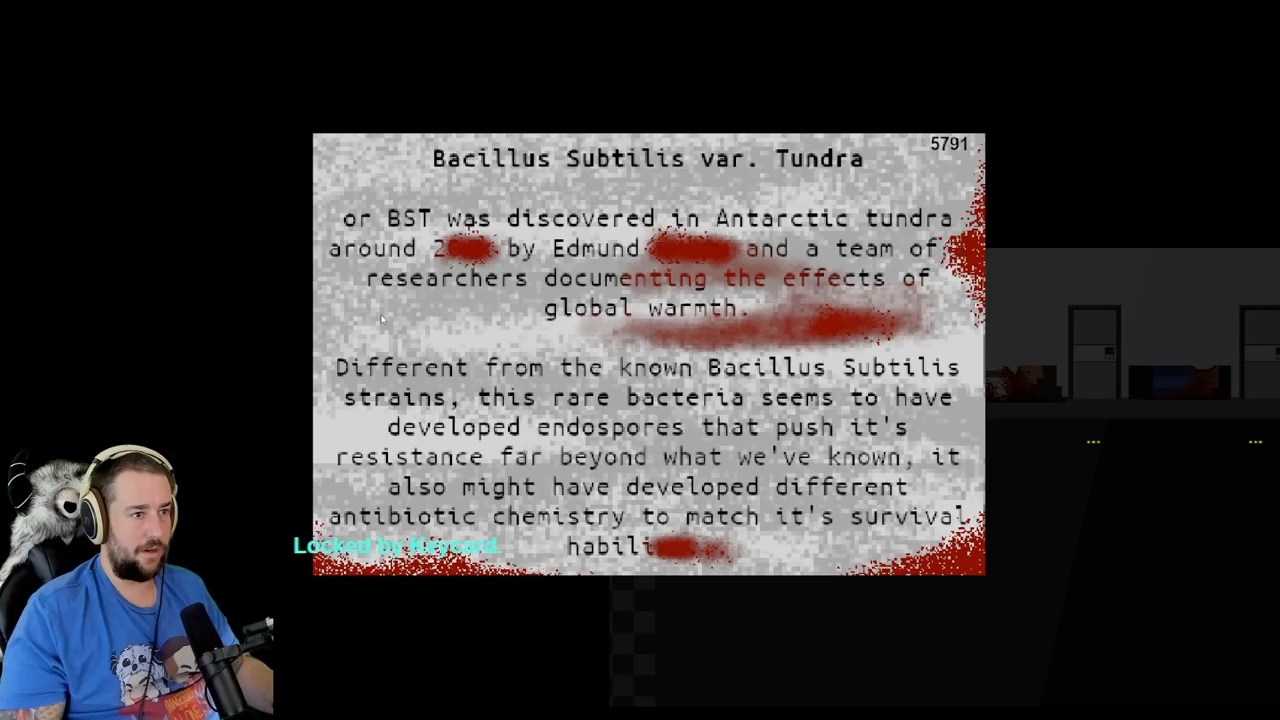 5791
Bacillus Subtilis var. Tundra
or BST was discovered in Antarctic tundra
around 2 by Edmund and a team of
researchers documenting the effects of
global warmth.
Different from the known Bacillus Subtilis
strains, this rare bacteria seems to have
developed endospores that push it's
resistance far beyond what we've known, it
also might have developed different
antibiotic chemistry to match it's survival
habili
Locked by Keycard.
...
...